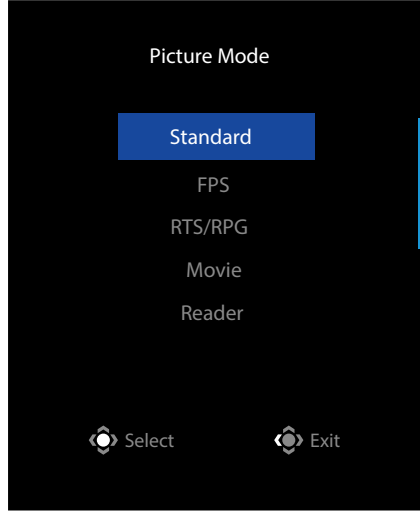 Picture Mode
Standard
FPS
RTS/RPG
Movie
Reader
Select Exit